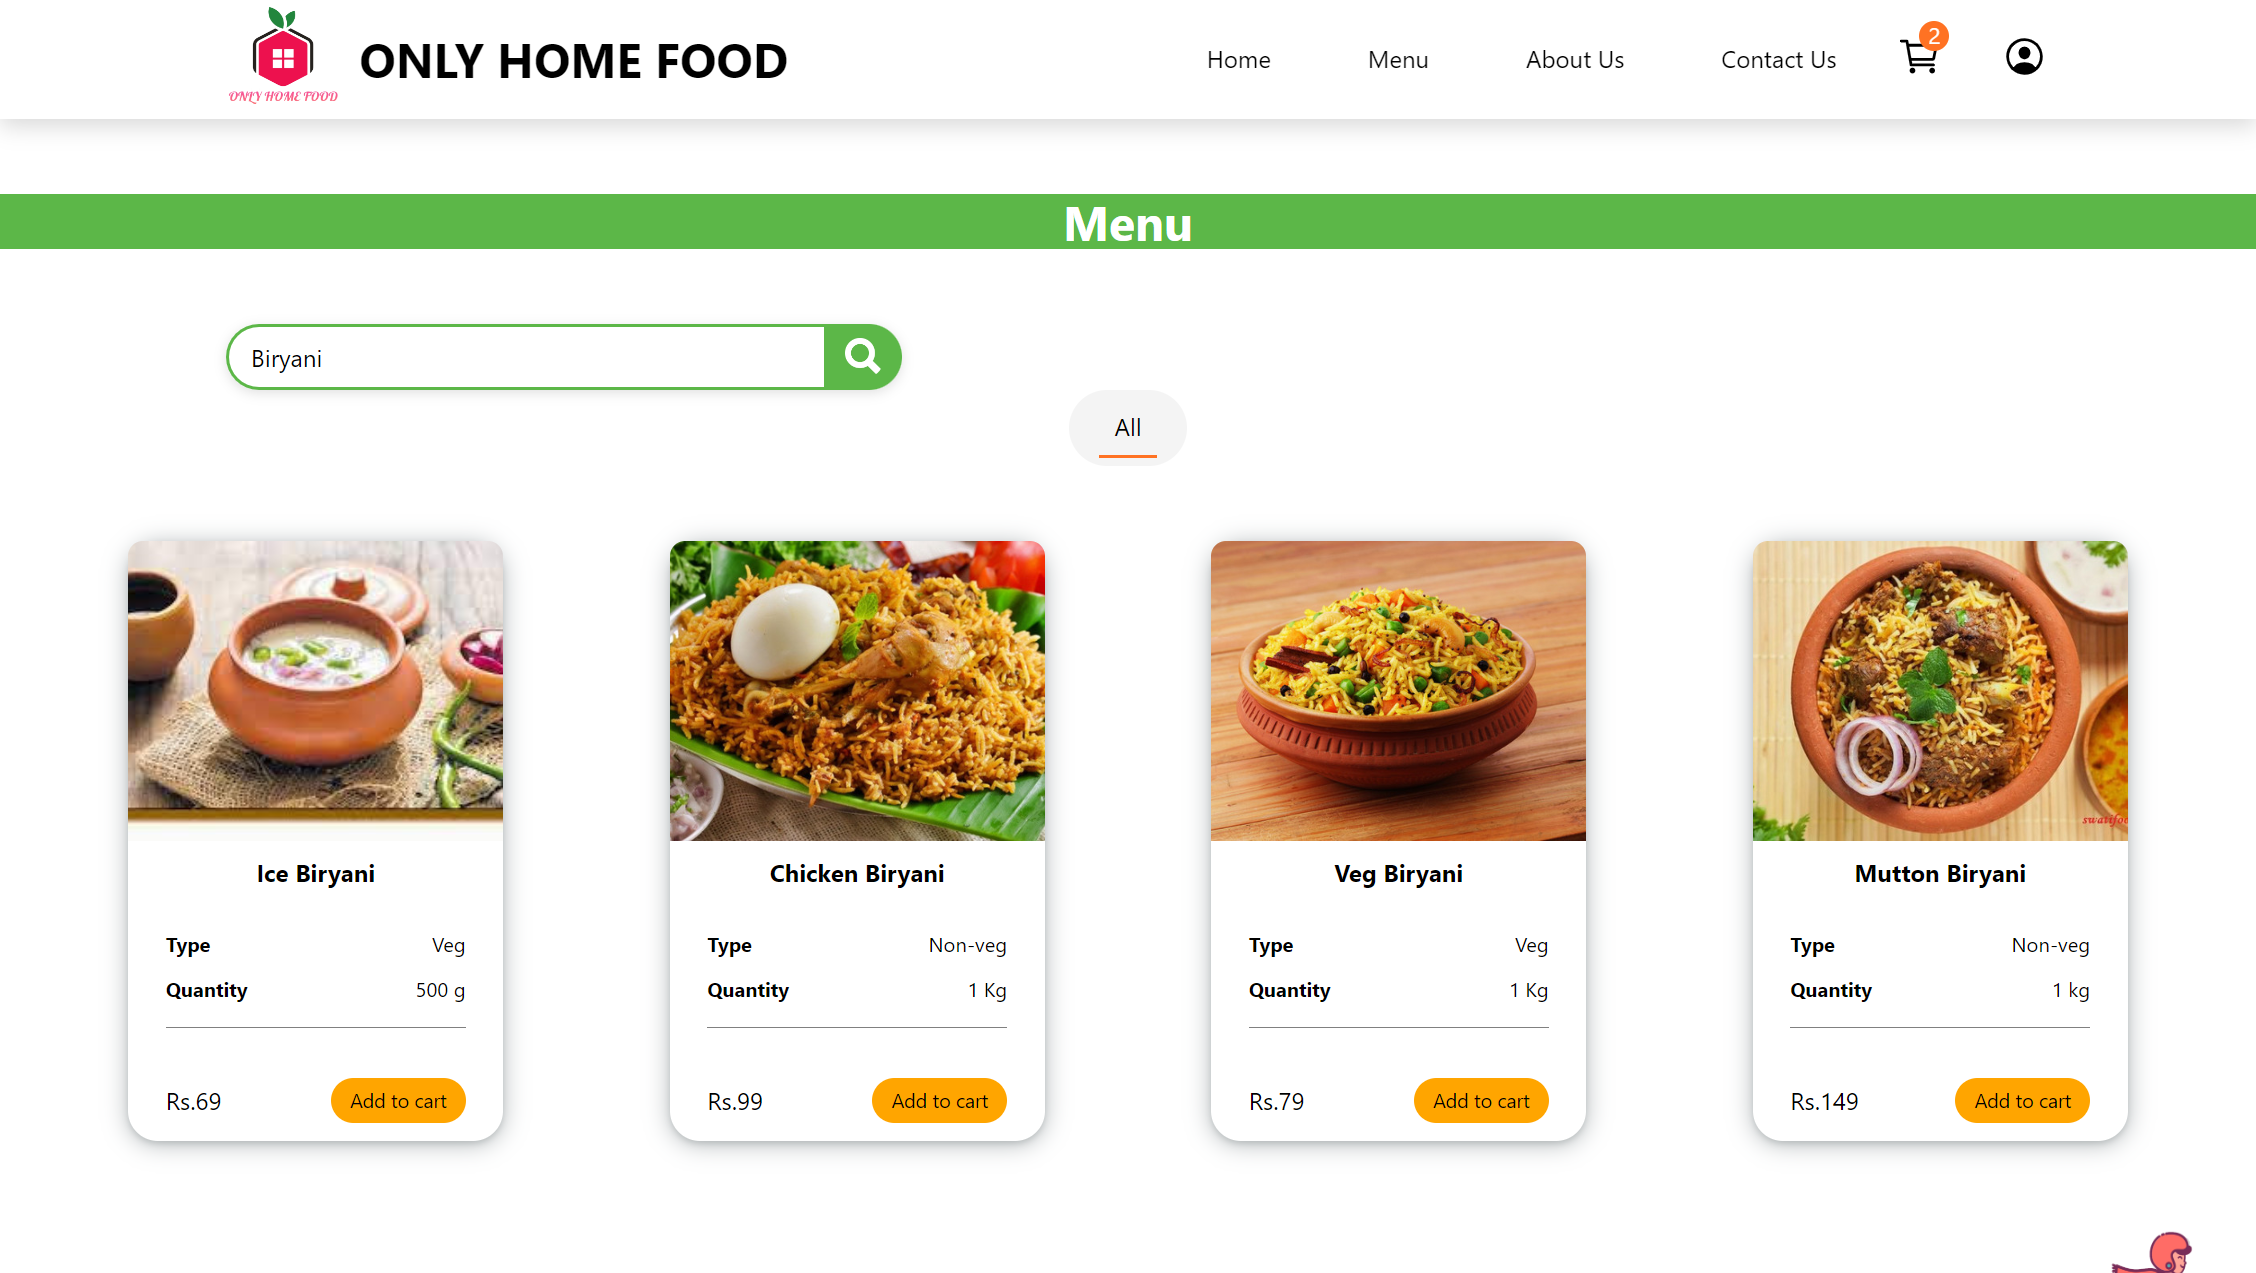 ONLY HOME FOOD
ONLY HOME FOOD
Home
Menu
About Us
Contact Us
2
Menu
Biryani
All
swatifoo
Ice Biryani
Type Veg
Quantity 500 g
Rs.69 Add to cart
Chicken Biryani
Type Non-veg
Quantity 1 Kg
Rs.99 Add to cart
Veg Biryani
Type Veg
Quantity 1 Kg
Rs.79 Add to cart
Mutton Biryani
Type Non-veg
Quantity 1 kg
Rs.149 Add to cart